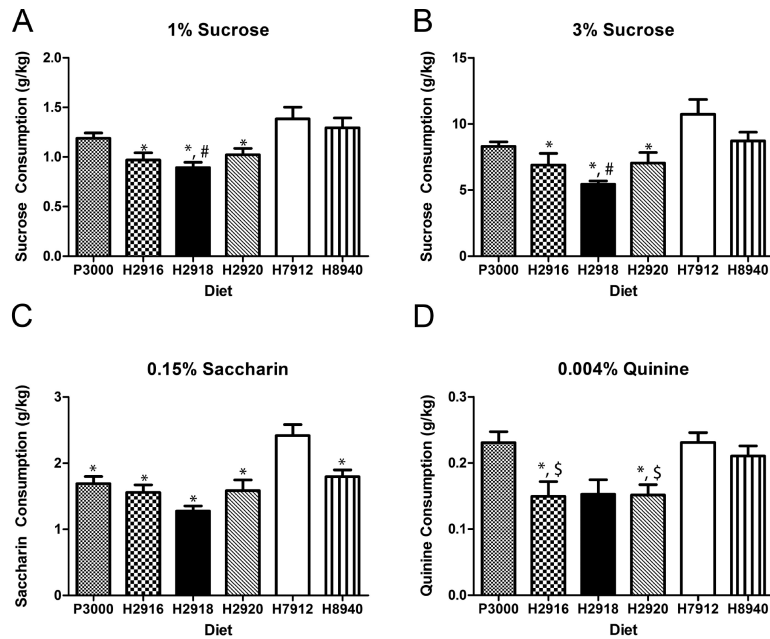 A
1% Sucrose
Sucrose Consumption (g/kg)
2.0
1.5
1.0
0.5
0.0
*
*, #
*
P3000 H2916 H2918 H2920 H7912 H8940
Diet
B
3% Sucrose
Sucrose Consumption (g/kg)
15
10
5
0
*
*, #
*
P3000 H2916 H2918 H2920 H7912 H8940
Diet
C
0.15% Saccharin
Saccharin Consumption (g/kg)
3
2
1
0
*
*
*
*
*
P3000 H2916 H2918 H2920 H7912 H8940
Diet
D
0.004% Quinine
Quinine Consumption (g/kg)
0.3
0.2
0.1
0.0
*, $
*, $
P3000 H2916 H2918 H2920 H7912 H8940
Diet